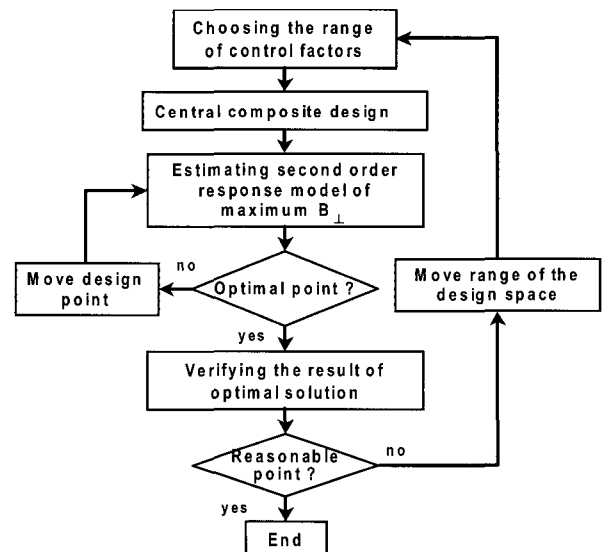 Choosing the range
of control factors
Central composite design
Estimating second order
response model of
maximum B⊥
no
Move design
point
Optimal point ?
Move range of the
design space
yes
Verifying the result of
optimal solution
Reasonable
point ?
no
yes
End